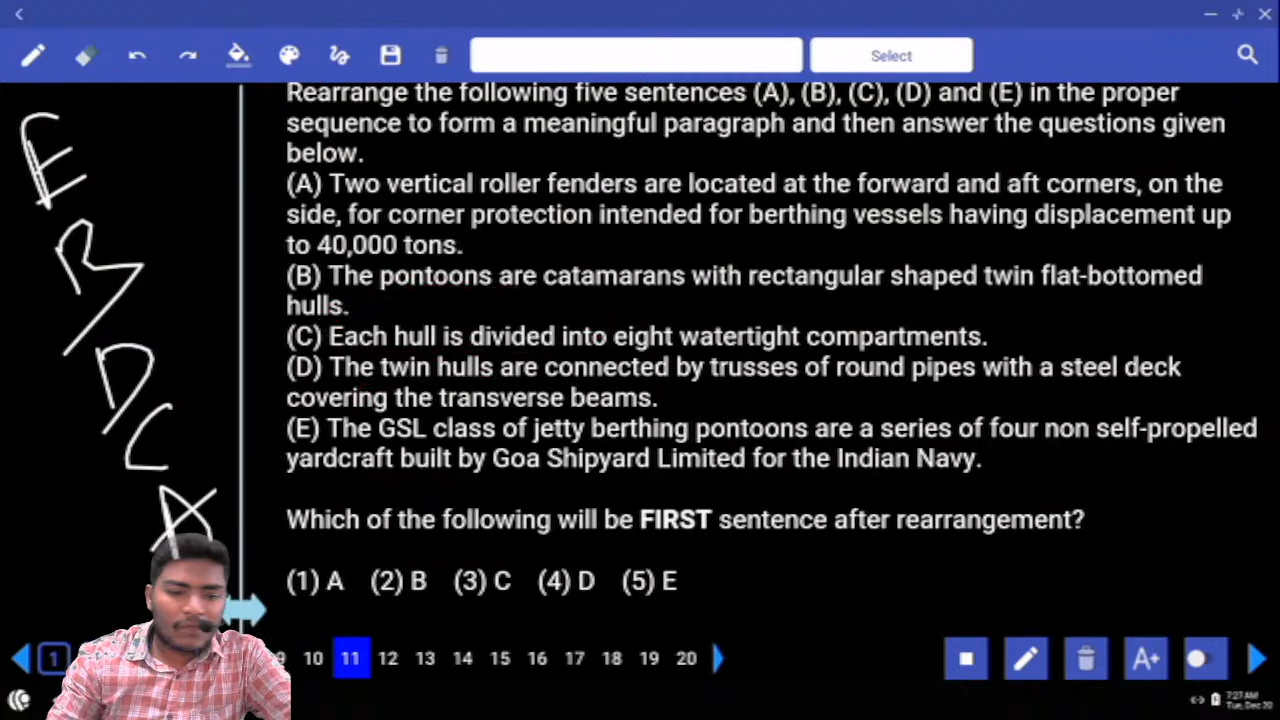 Select
Rearrange the following five sentences (A), (B), (C), (D) and (E) in the proper
sequence to form a meaningful paragraph and then answer the questions given
below.
(A) Two vertical roller fenders are located at the forward and aft corners, on the
side, for corner protection intended for berthing vessels having displacement up
to 40,000 tons.
(B) The pontoons are catamarans with rectangular shaped twin flat-bottomed
hulls.
(C) Each hull is divided into eight watertight compartments.
(D) The twin hulls are connected by trusses of round pipes with a steel deck
covering the transverse beams.
(E) The GSL class of jetty berthing pontoons are a series of four non self-propelled
yardcraft built by Goa Shipyard Limited for the Indian Navy.
Which of the following will be FIRST sentence after rearrangement?
(1) A (2) B (3) C (4) D (5) E
E
B
D
C
A
1 9 10 11 12 13 14 15 16 17 18 19 20
A+
7:27 AM
Tue, Dec 20